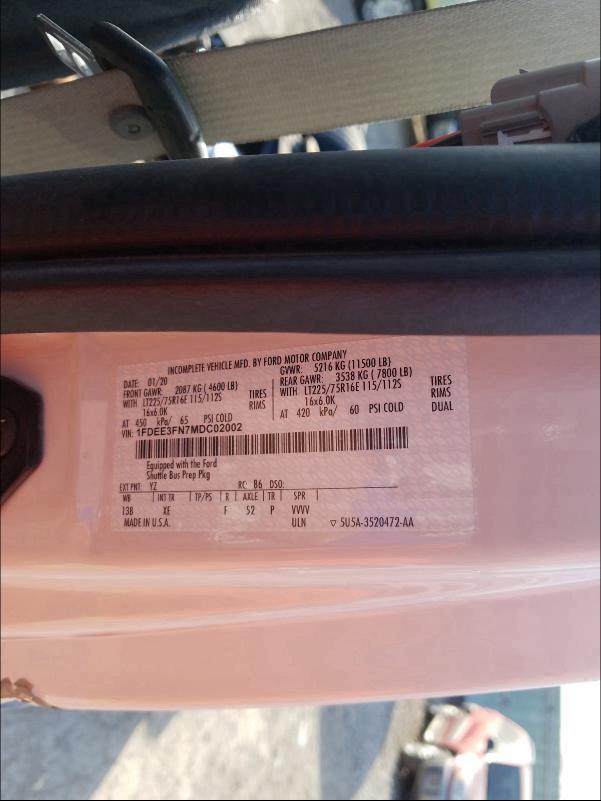 INCOMPLETE VEHICLE MFD. BY FORD MOTOR COMPANY
DATE: 01/20 GVWR: 5216 KG (11500 LB)
FRONT GAWR: 2087 KG ( 4600 LB) REAR GAWR: 3538 KG ( 7800 LB)
WITH LT225/75R16E 115/112S TIRES WITH LT225/75R16E 115/112S TIRES
16x6.0K RIMS 16x6.0K RIMS
AT 450 kPa/ 65 PSI COLD AT 420 kPa/ 60 PSI COLD DUAL
VIN: 1FDEE3FN7MDC02002
Equipped with the Ford
Shuttle Bus Prep Pkg
EXT PNT: YZ RC: 86 DSO:
WB INT TR TP/PS R AXLE TR SPR
138 XE F 52 P VVVV
MADE IN U.S.A. ULN ▽ 5U5A-3520472-AA